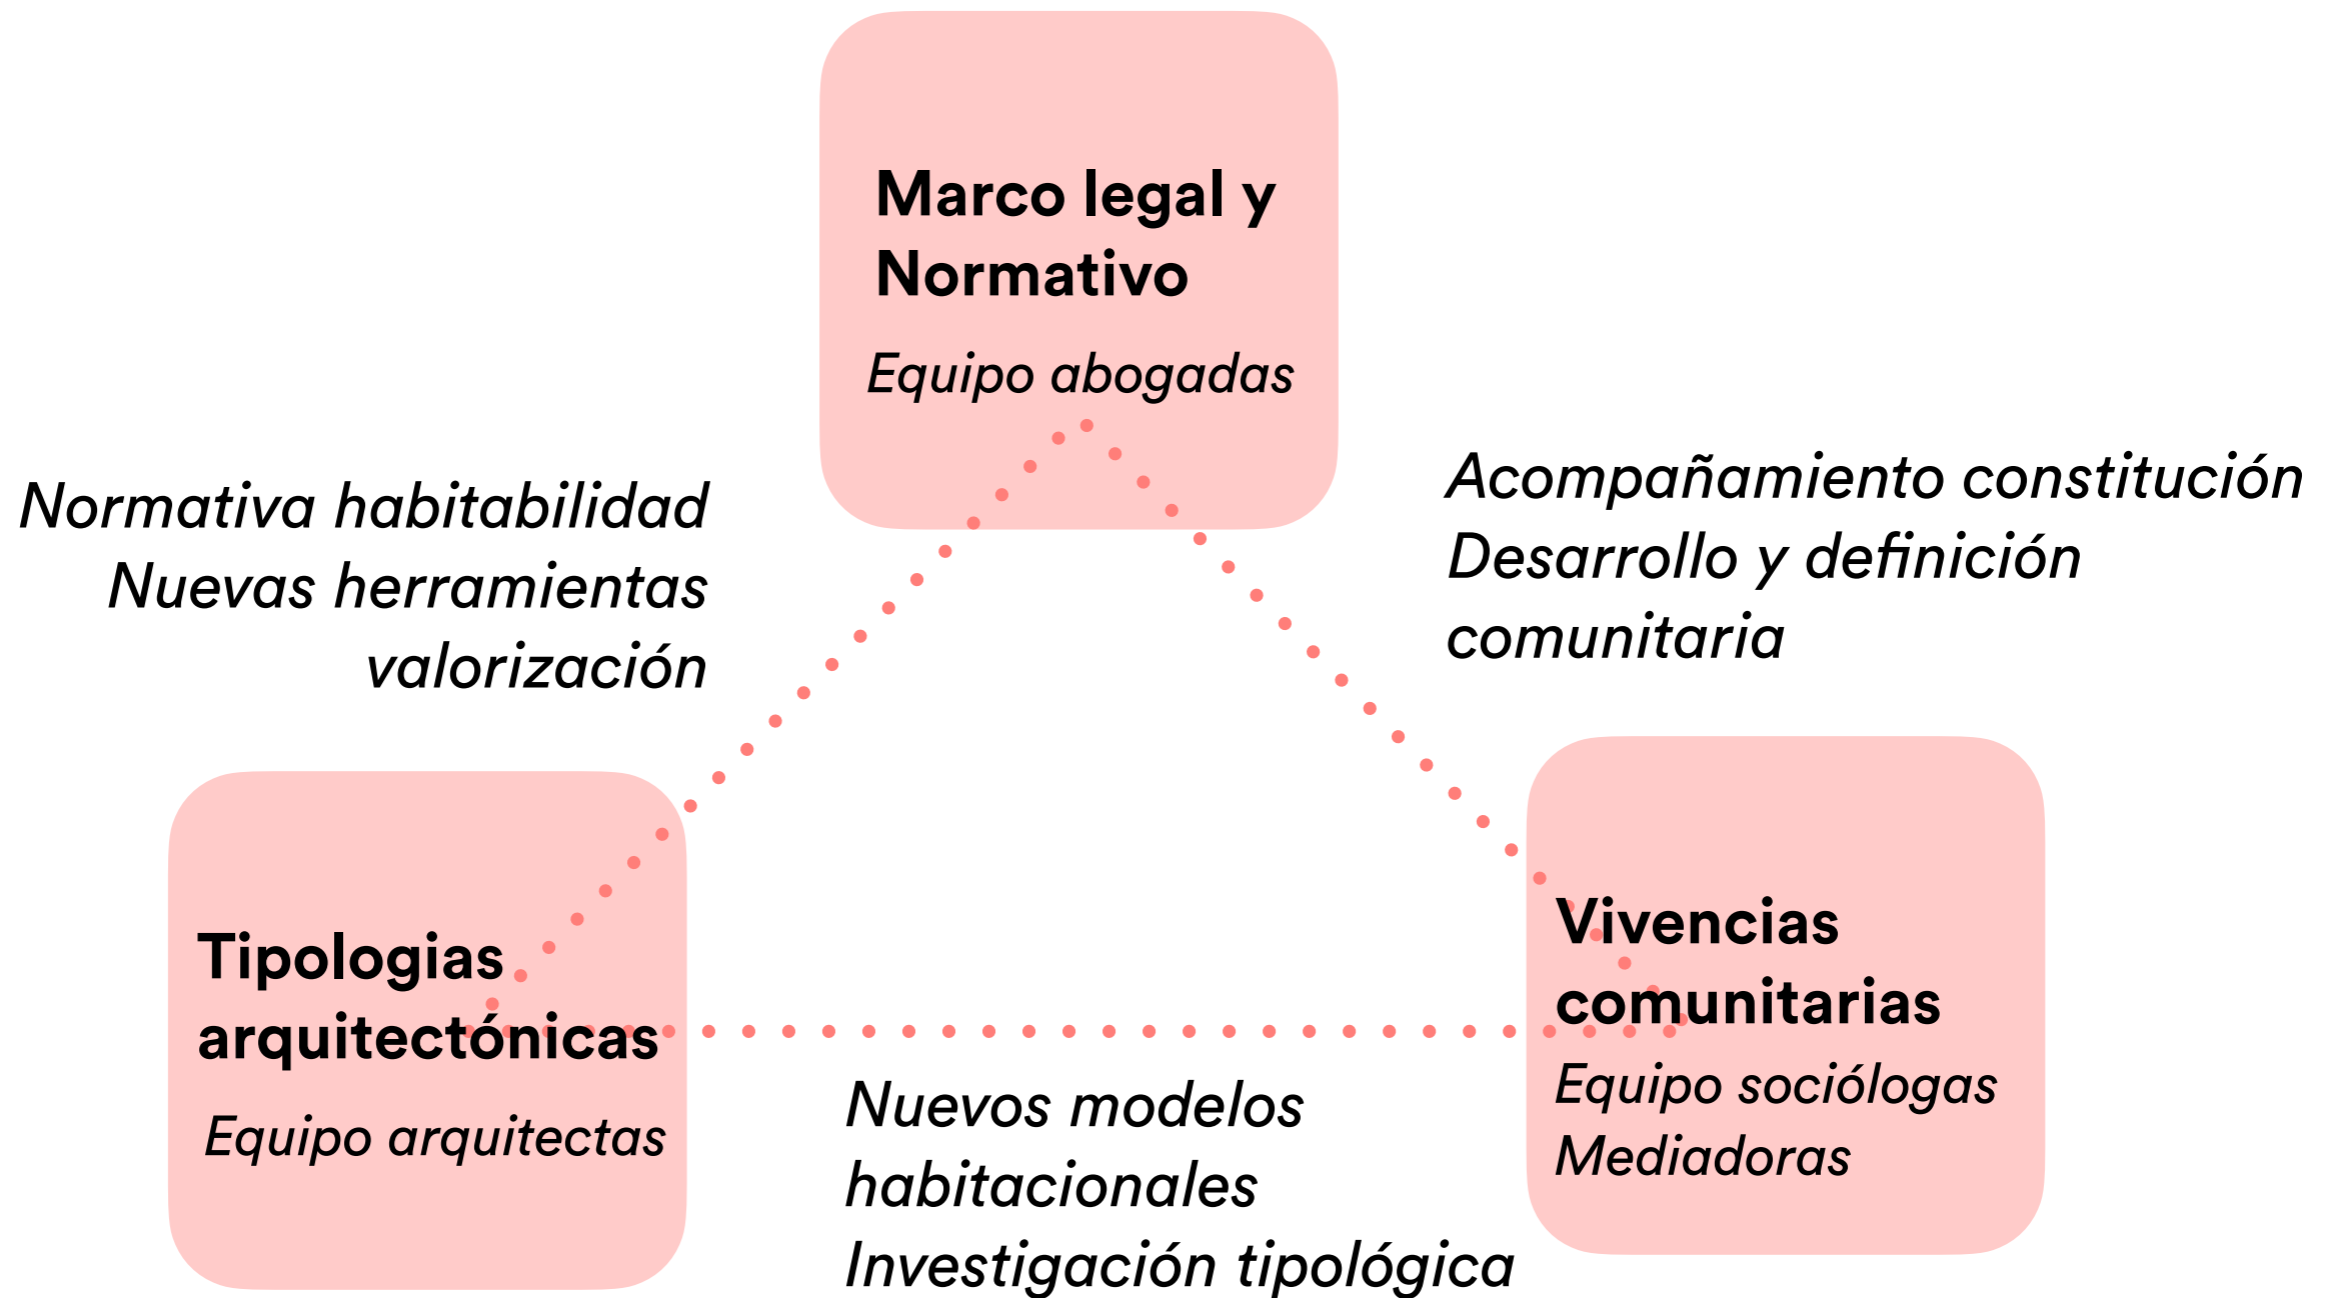 Marco legal y
Normativo
Equipo abogadas
Normativa habitabilidad
Nuevas herramientas
valorización
Acompañamiento constitución
Desarrollo y definición
comunitaria
Tipologias
arquitectónicas
Equipo arquitectas
Vivencias
comunitarias
Equipo sociólogas
Mediadoras
Nuevos modelos
habitacionales
Investigación tipológica